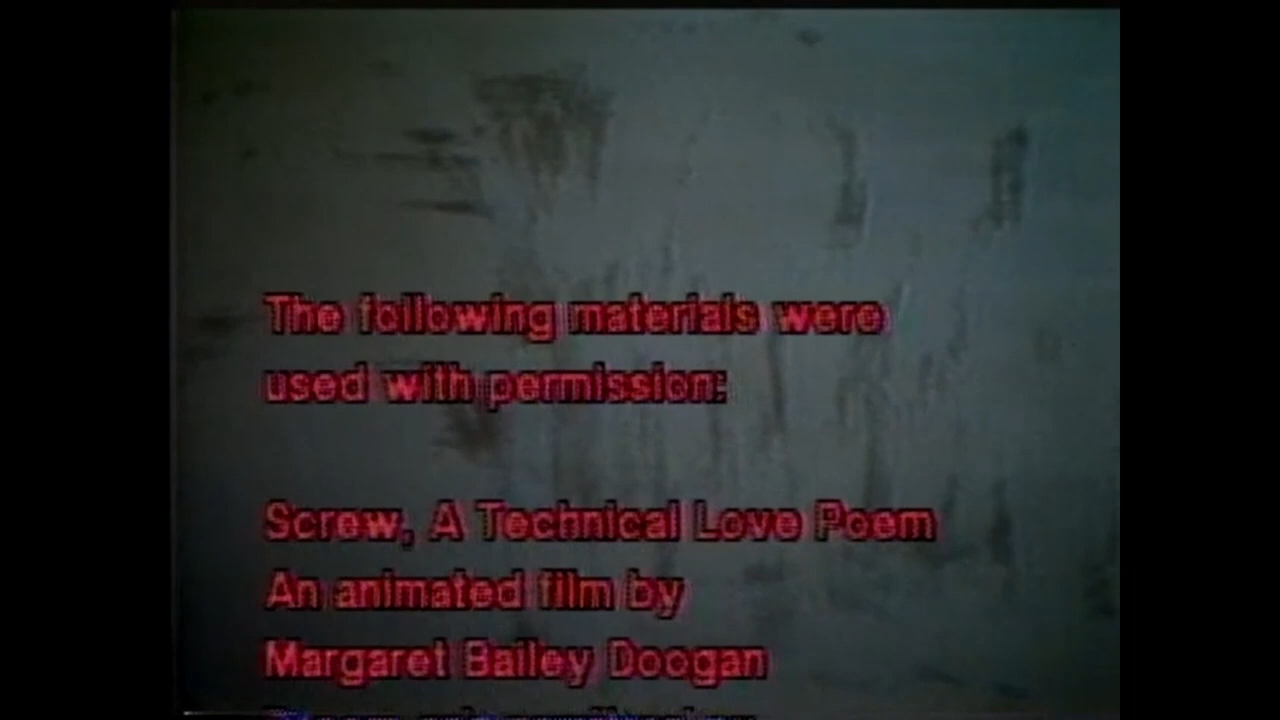 The following materials were
used with permission:
Screw, A Technical Love Poem
An animated film by
Margaret Bailey Doogan